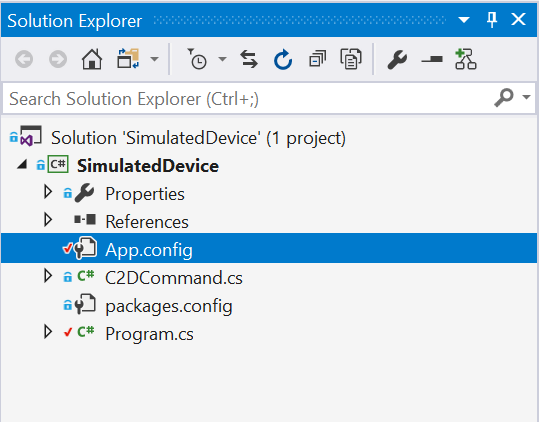 Solution Explorer
Search Solution Explorer (Ctrl+;)
Solution 'SimulatedDevice' (1 project)
C# SimulatedDevice
Properties
References
App.config
C# C2DCommand.cs
packages.config
C# Program.cs